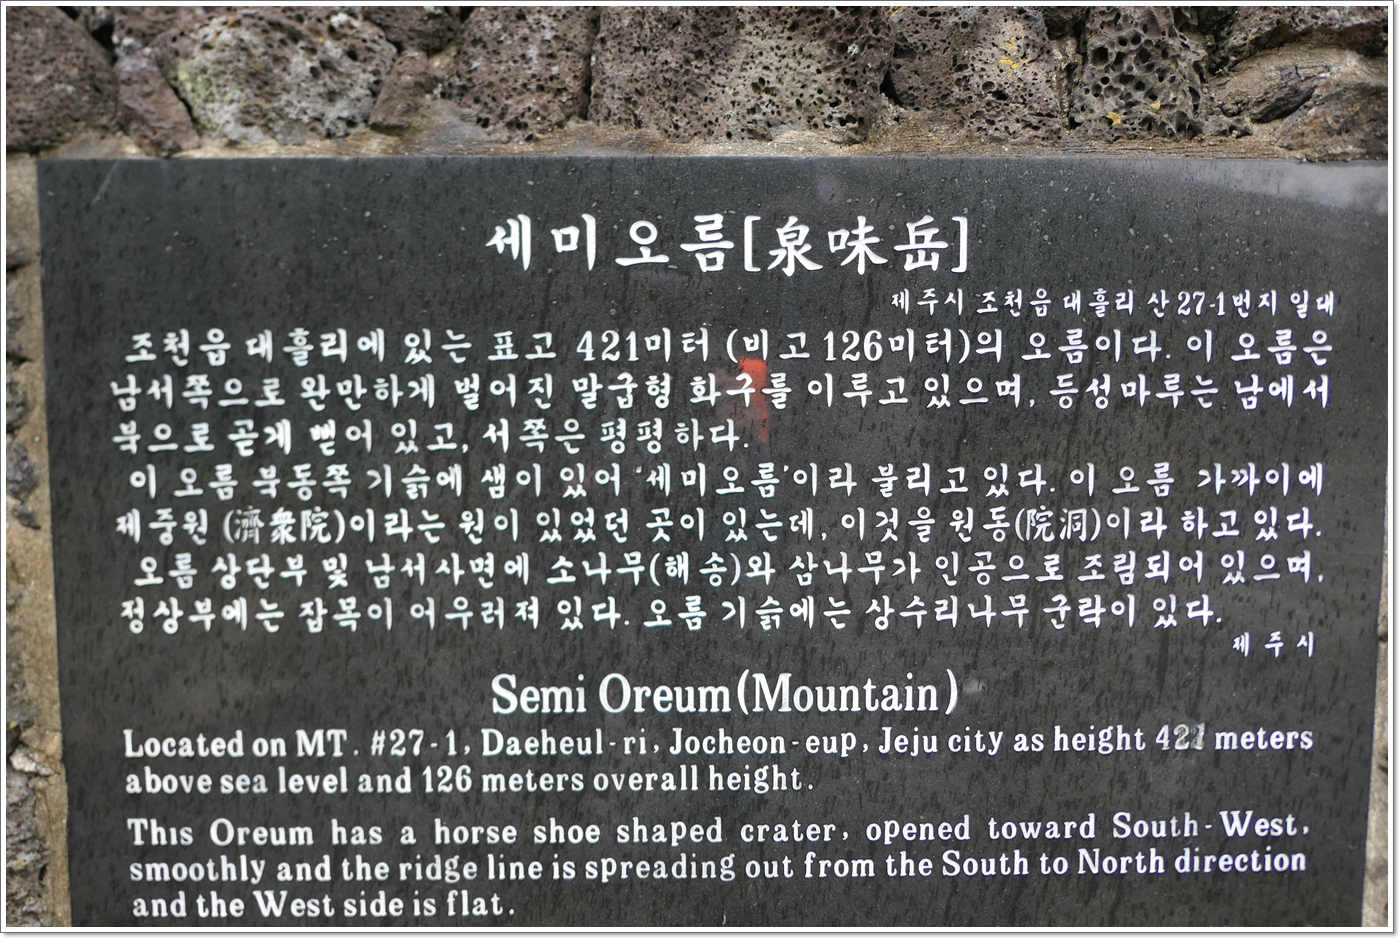 세미오름[泉味岳]
제주시 조천읍 대흘리 산 27-1번지 일대
조천읍 대흘리에 있는 표고 421미터 (비고 126미터)의 오름이다. 이 오름은
남서쪽으로 완만하게 벌어진 말굽형 화구를 이루고 있으며, 등성마루는 남에서
북으로 곧게 뻗어 있고, 서쪽은 평평하다.
이 오름 북동쪽 기슭에 샘이 있어 '세미오름'이라 불리고 있다. 이 오름 가까이에
제중원 (濟衆院)이라는 원이 있었던 곳이 있는데, 이것을 원동(院洞)이라 하고 있다.
오름 상단부 및 남서사면에 소나무(해송)와 삼나무가 인공으로 조림되어 있으며,
정상부에는 잡목이 어우러져 있다. 오름 기슭에는 상수리나무 군락이 있다.
제 주 시
Semi Oreum(Mountain)
Located on MT. #27-1, Daeheul-ri, Jocheon-eup, Jeju city as height 421 meters
above sea level and 126 meters overall height.
This Oreum has a horse shoe shaped crater, opened toward South-West,
smoothly and the ridge line is spreading out from the South to North direction
and the West side is flat.